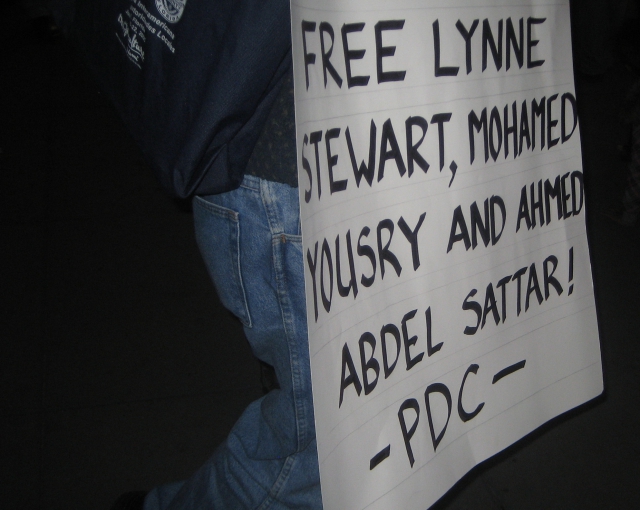 FREE LYNNE
STEWART, MOHAMED
YOUSRY AND AHMED
ABDEL SATTAR!
-PDC-